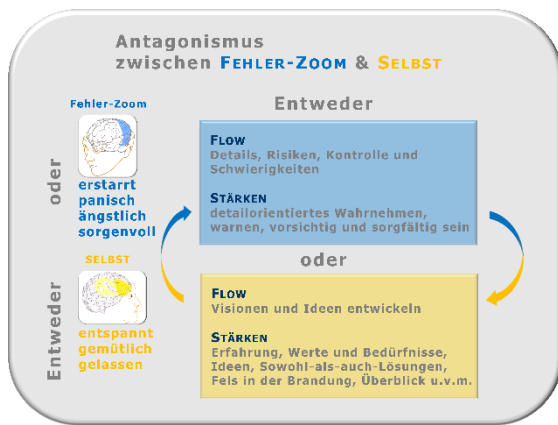 Antagonismus
zwischen FEHLER-ZOOM & SELBST
Entweder
oder
Fehler-Zoom
erstarrt
panisch
ängstlich
sorgenvoll
FLOW
Details, Risiken, Kontrolle und
Schwierigkeiten
STÄRKEN
detailorientiertes Wahrnehmen,
warnen, vorsichtig und sorgfältig sein
oder
Entweder
SELBST
entspannt
gemütlich
gelassen
FLOW
Visionen und Ideen entwickeln
STÄRKEN
Erfahrung, Werte und Bedürfnisse,
Ideen, Sowohl-als-auch-Lösungen,
Fels in der Brandung, Überblick u.v.m.